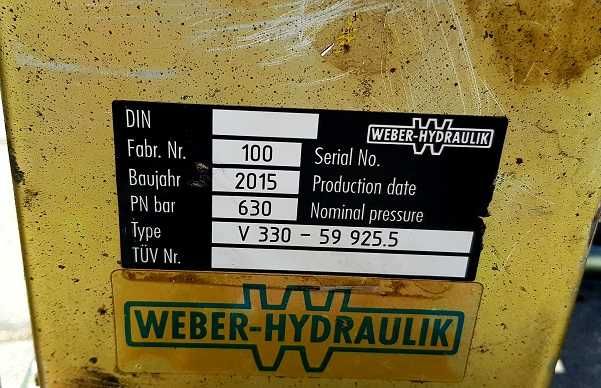 DIN
WEBER-HYDRAULIK
Fabr. Nr. 100 Serial No.
Baujahr 2015 Production date
PN bar 630 Nominal pressure
Type V 330 - 59 925.5
TÜV Nr.
WEBER-HYDRAULIK